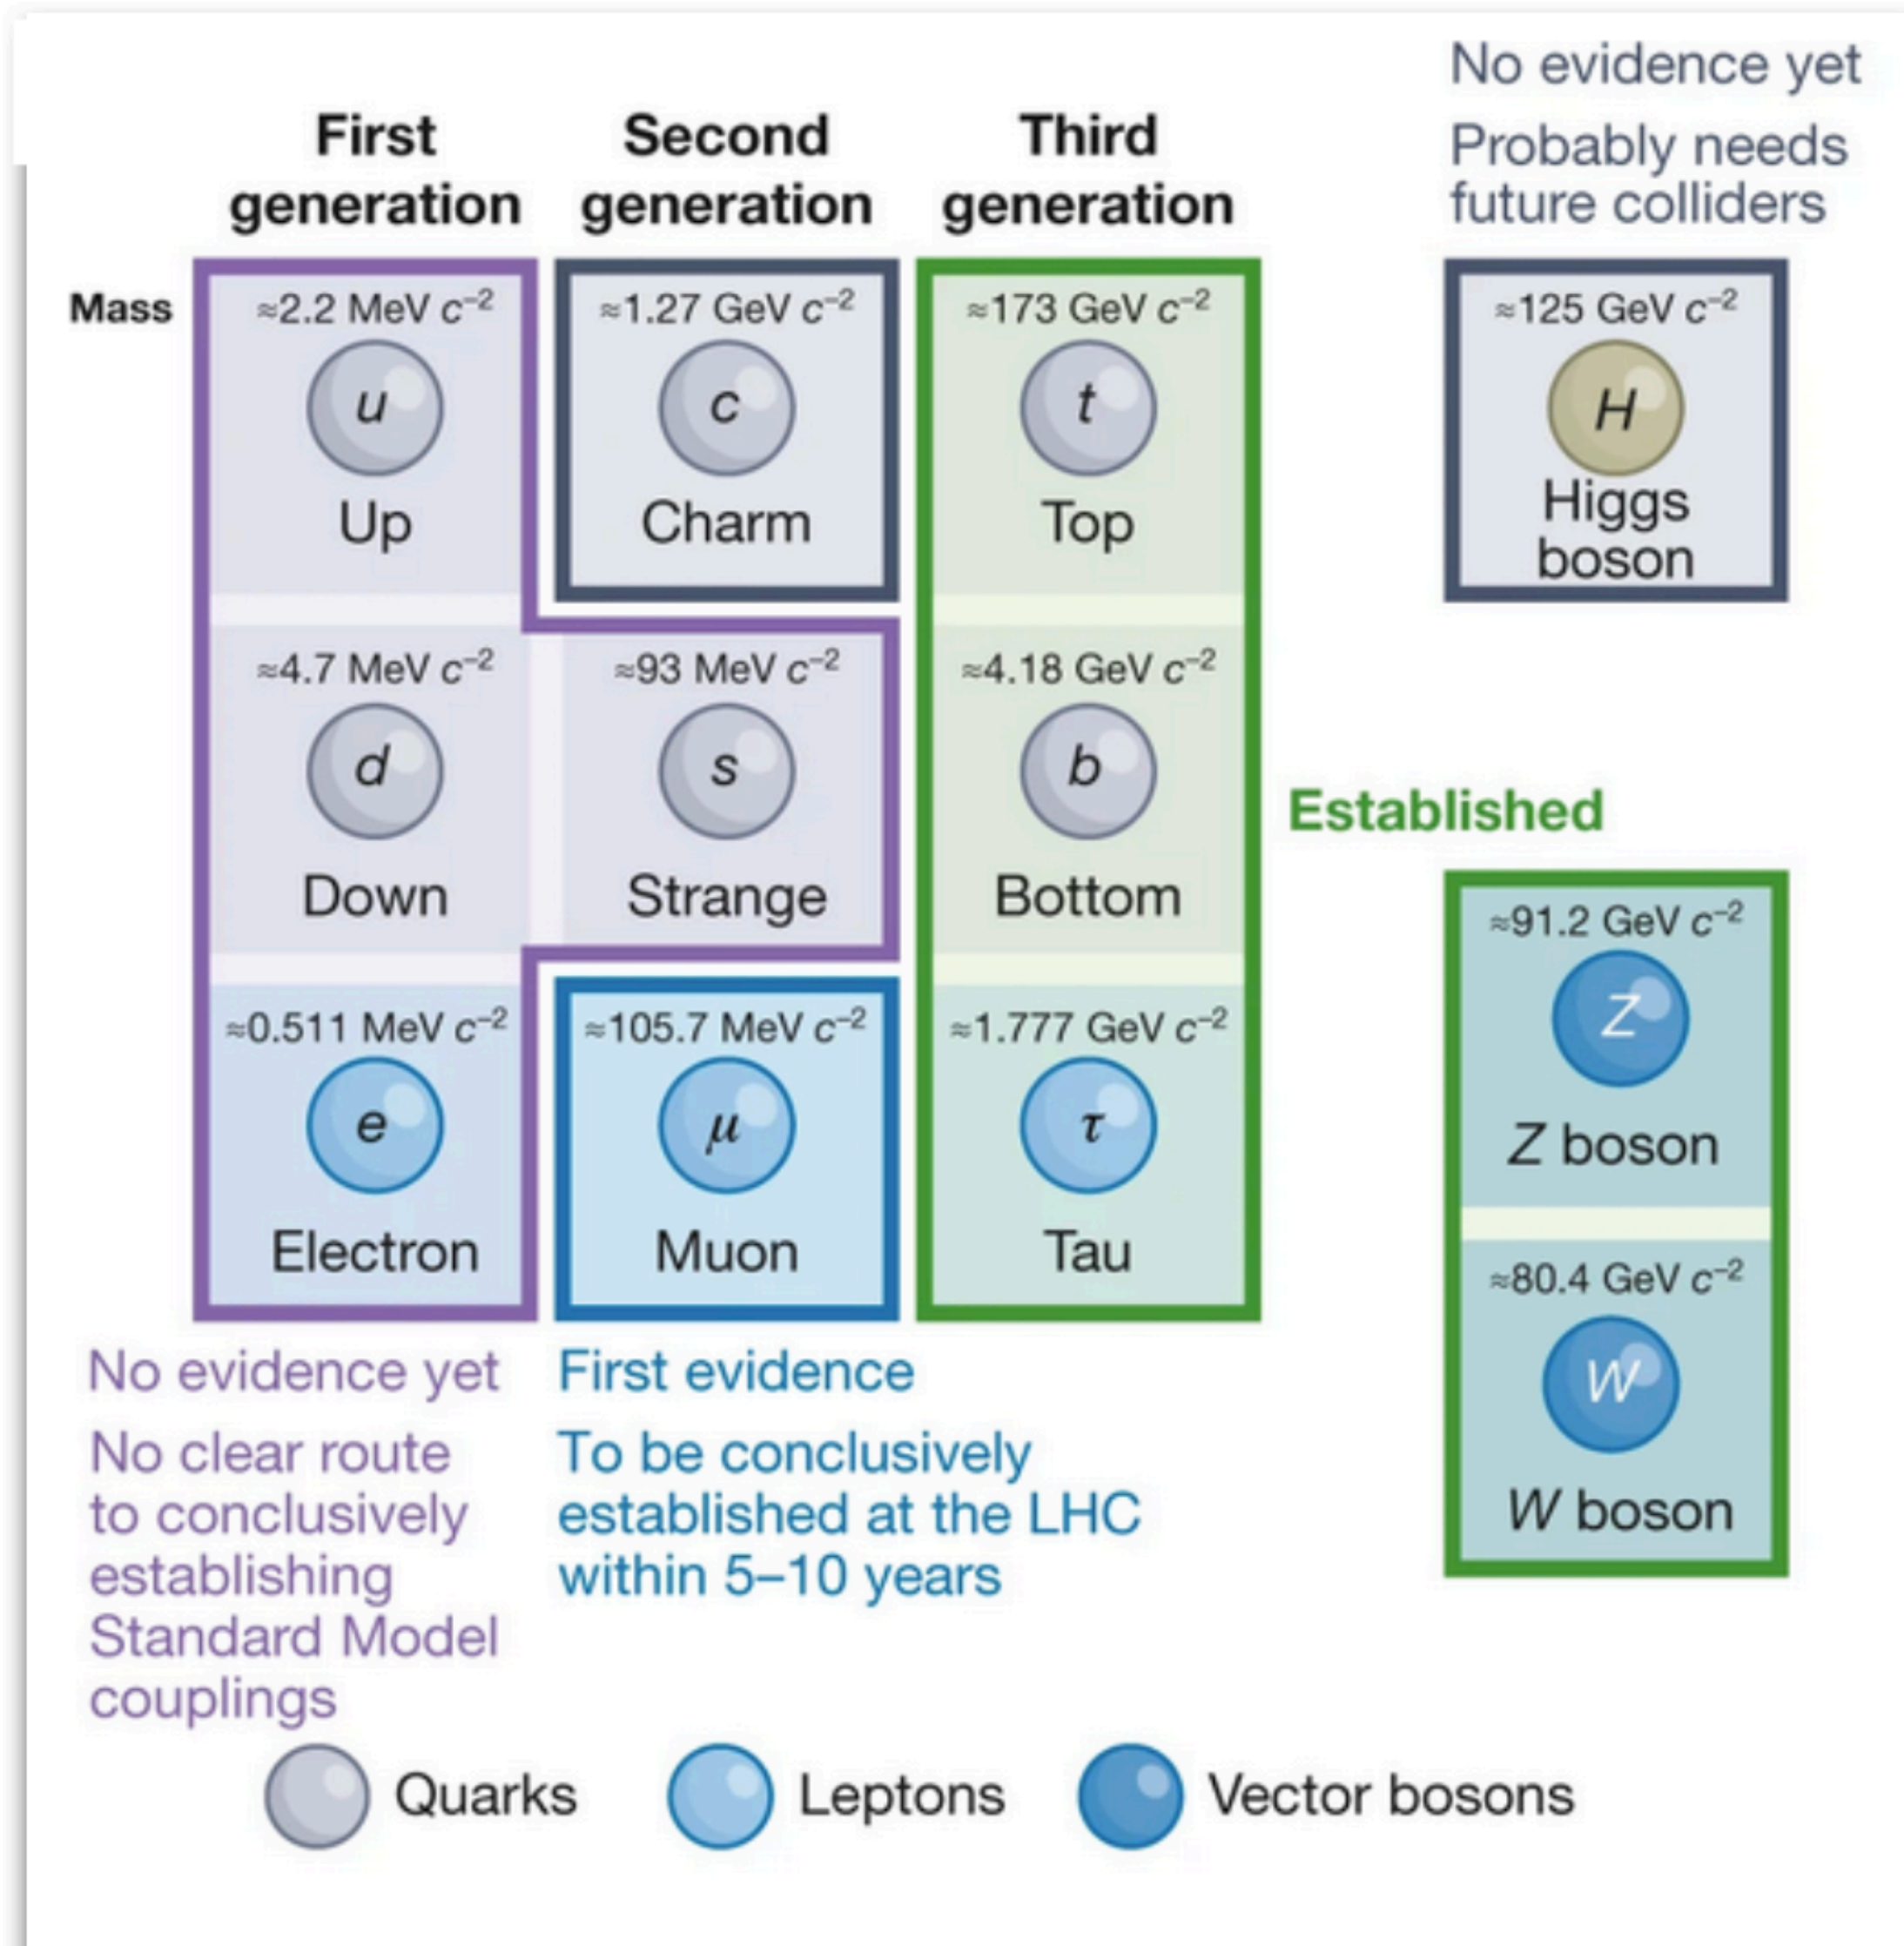 No evidence yet
Probably needs
future colliders
First
generation
Second
generation
Third
generation
Mass
≈2.2 MeV c⁻²
u
Up
≈1.27 GeV c⁻²
c
Charm
≈173 GeV c⁻²
t
Top
≈125 GeV c⁻²
H
Higgs
boson
≈4.7 MeV c⁻²
d
Down
≈93 MeV c⁻²
s
Strange
≈4.18 GeV c⁻²
b
Bottom
Established
≈0.511 MeV c⁻²
e
Electron
≈105.7 MeV c⁻²
μ
Muon
≈1.777 GeV c⁻²
τ
Tau
≈91.2 GeV c⁻²
Z
Z boson
≈80.4 GeV c⁻²
W
W boson
No evidence yet
No clear route
to conclusively
establishing
Standard Model
couplings
First evidence
To be conclusively
established at the LHC
within 5–10 years
Quarks
Leptons
Vector bosons